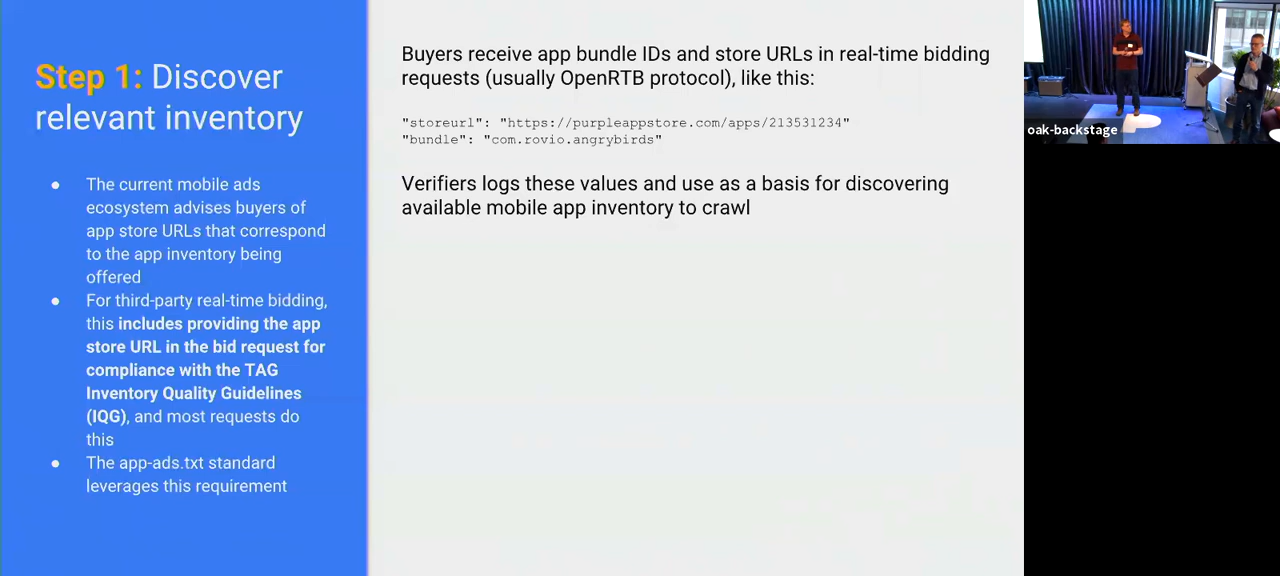 Step 1: Discover
relevant inventory
● The current mobile ads
ecosystem advises buyers of
app store URLs that correspond
to the app inventory being
offered
● For third-party real-time bidding,
this includes providing the app
store URL in the bid request for
compliance with the TAG
Inventory Quality Guidelines
(IQG), and most requests do
this
● The app-ads.txt standard
leverages this requirement
Buyers receive app bundle IDs and store URLs in real-time bidding
requests (usually OpenRTB protocol), like this:
"storeurl": "https://purpleappstore.com/apps/213531234"
"bundle": "com.rovio.angrybirds"
Verifiers logs these values and use as a basis for discovering
available mobile app inventory to crawl
oak-backstage